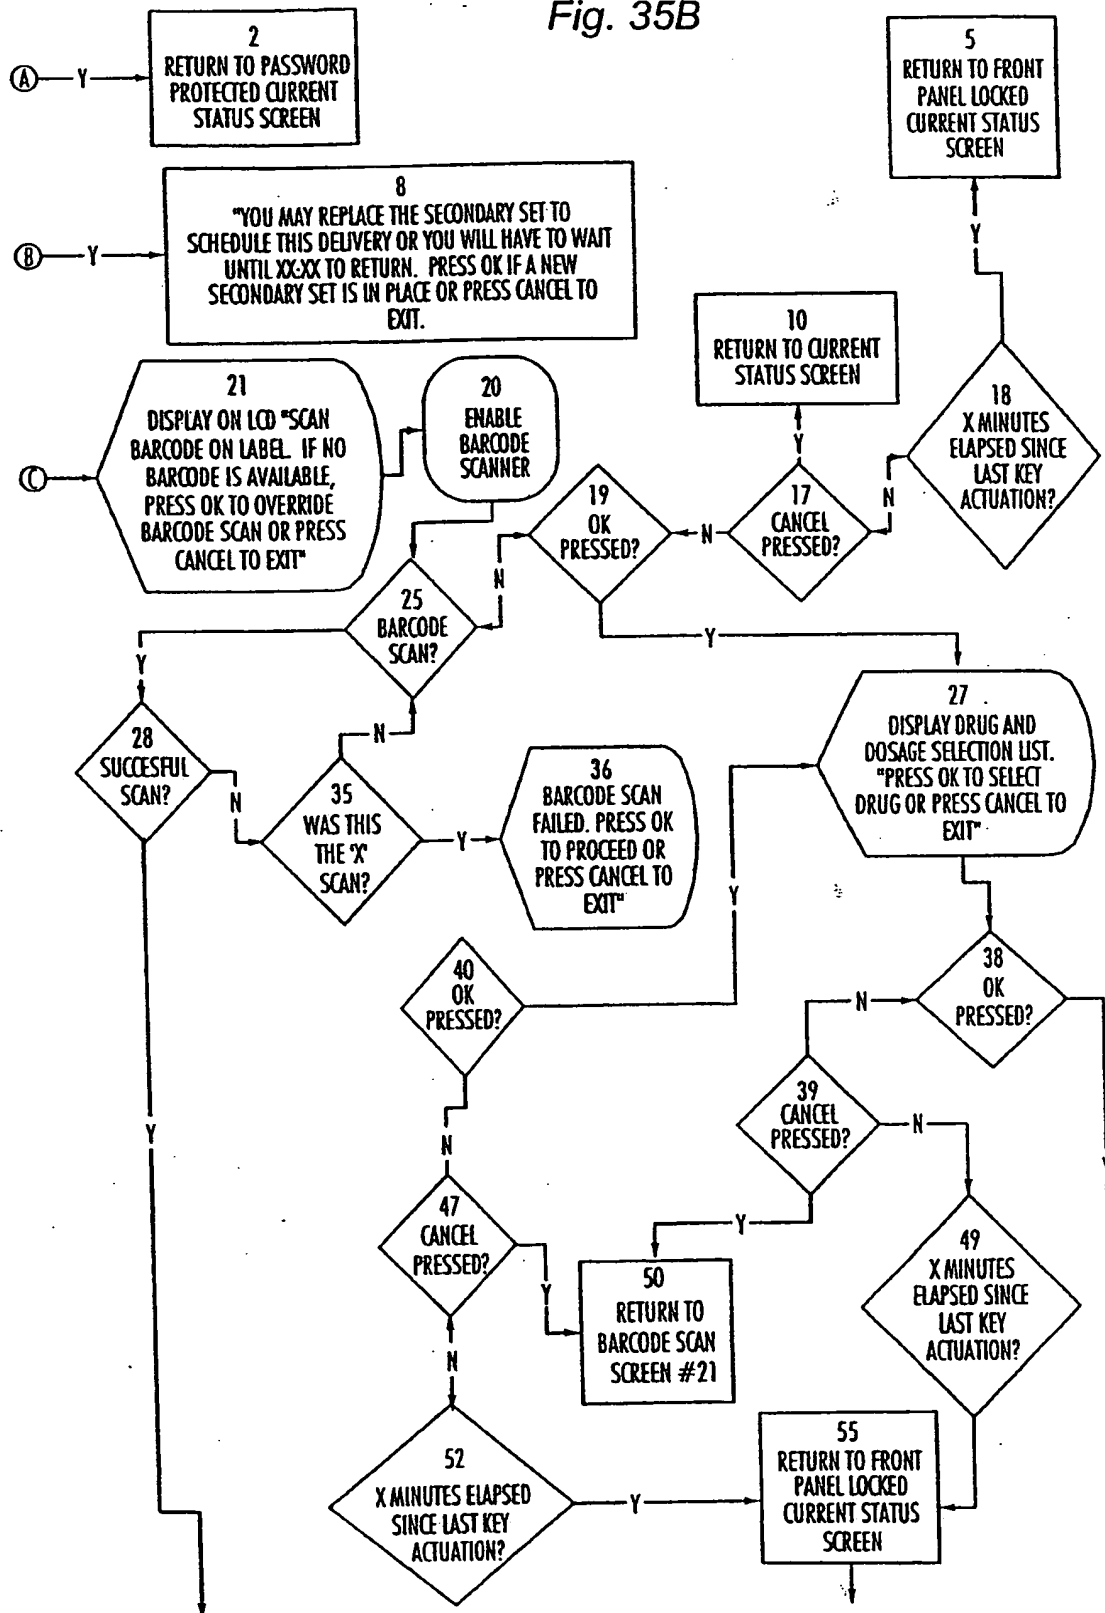 Fig. 35B
2
RETURN TO PASSWORD
PROTECTED CURRENT
STATUS SCREEN
A
Y
5
RETURN TO FRONT
PANEL LOCKED
CURRENT STATUS
SCREEN
Y
8
"YOU MAY REPLACE THE SECONDARY SET TO
SCHEDULE THIS DELIVERY OR YOU WILL HAVE TO WAIT
UNTIL XX:XX TO RETURN. PRESS OK IF A NEW
SECONDARY SET IS IN PLACE OR PRESS CANCEL TO
EXIT.
B
Y
10
RETURN TO CURRENT
STATUS SCREEN
Y
18
X MINUTES
ELAPSED SINCE
LAST KEY
ACTUATION?
N
C
21
DISPLAY ON LCD "SCAN
BARCODE ON LABEL. IF NO
BARCODE IS AVAILABLE,
PRESS OK TO OVERRIDE
BARCODE SCAN OR PRESS
CANCEL TO EXIT"
20
ENABLE
BARCODE
SCANNER
19
OK
PRESSED?
N
17
CANCEL
PRESSED?
N
Y
25
BARCODE
SCAN?
Y
28
SUCCESFUL
SCAN?
N
N
35
WAS THIS
THE 'X'
SCAN?
Y
36
BARCODE SCAN
FAILED. PRESS OK
TO PROCEED OR
PRESS CANCEL TO
EXIT"
27
DISPLAY DRUG AND
DOSAGE SELECTION LIST.
"PRESS OK TO SELECT
DRUG OR PRESS CANCEL TO
EXIT"
Y
40
OK
PRESSED?
38
OK
PRESSED?
N
39
CANCEL
PRESSED?
N
Y
N
47
CANCEL
PRESSED?
Y
Y
50
RETURN TO
BARCODE SCAN
SCREEN #21
49
X MINUTES
ELAPSED SINCE
LAST KEY
ACTUATION?
N
52
X MINUTES ELAPSED
SINCE LAST KEY
ACTUATION?
Y
55
RETURN TO FRONT
PANEL LOCKED
CURRENT STATUS
SCREEN